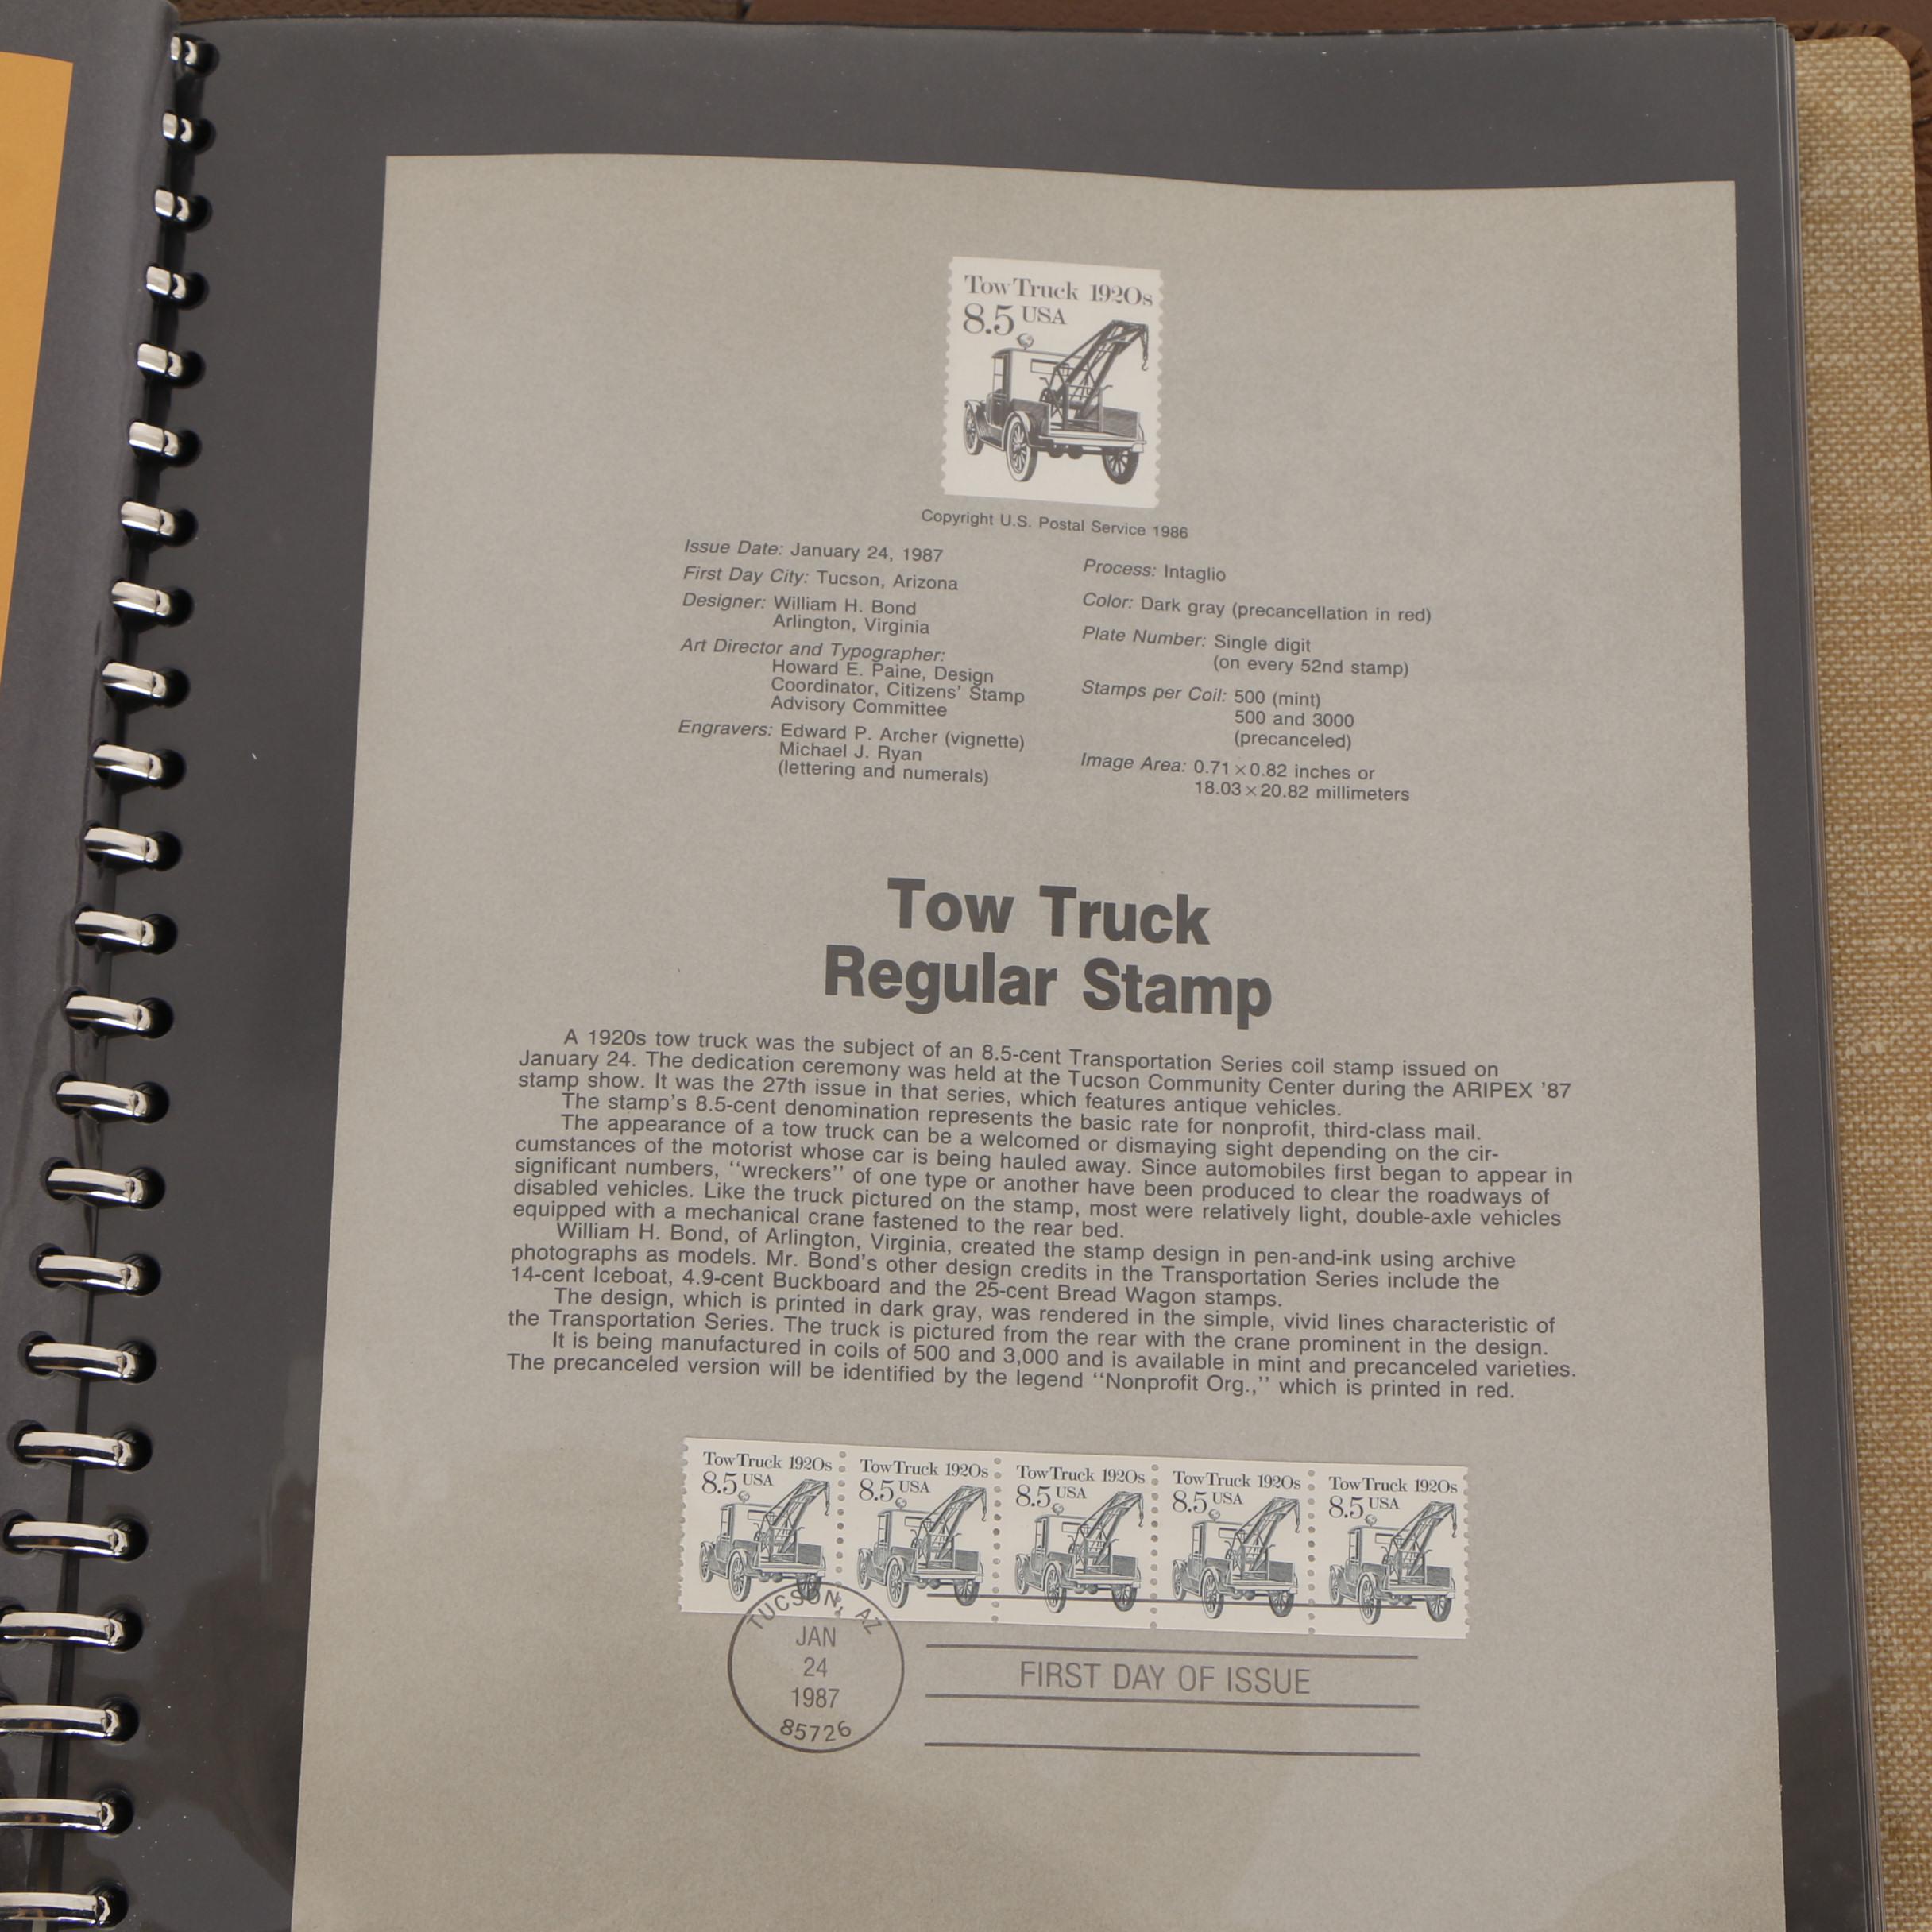 Tow Truck 1920s
8.5 USA
Copyright U.S. Postal Service 1986
Issue Date: January 24, 1987
First Day City: Tucson, Arizona
Designer: William H. Bond
Arlington, Virginia
Art Director and Typographer:
Howard E. Paine, Design
Coordinator, Citizens' Stamp
Advisory Committee
Engravers: Edward P. Archer (vignette)
Michael J. Ryan
(lettering and numerals)
Process: Intaglio
Color: Dark gray (precancellation in red)
Plate Number: Single digit
(on every 52nd stamp)
Stamps per Coil: 500 (mint)
500 and 3000
(precanceled)
Image Area: 0.71 × 0.82 inches or
18.03 × 20.82 millimeters
Tow Truck
Regular Stamp
A 1920s tow truck was the subject of an 8.5-cent Transportation Series coil stamp issued on
January 24. The dedication ceremony was held at the Tucson Community Center during the ARIPEX '87
stamp show. It was the 27th issue in that series, which features antique vehicles.
The stamp's 8.5-cent denomination represents the basic rate for nonprofit, third-class mail.
The appearance of a tow truck can be a welcomed or dismaying sight depending on the cir-
cumstances of the motorist whose car is being hauled away. Since automobiles first began to appear in
significant numbers, "wreckers" of one type or another have been produced to clear the roadways of
disabled vehicles. Like the truck pictured on the stamp, most were relatively light, double-axle vehicles
equipped with a mechanical crane fastened to the rear bed.
William H. Bond, of Arlington, Virginia, created the stamp design in pen-and-ink using archive
photographs as models. Mr. Bond's other design credits in the Transportation Series include the
14-cent Iceboat, 4.9-cent Buckboard and the 25-cent Bread Wagon stamps.
The design, which is printed in dark gray, was rendered in the simple, vivid lines characteristic of
the Transportation Series. The truck is pictured from the rear with the crane prominent in the design.
It is being manufactured in coils of 500 and 3,000 and is available in mint and precanceled varieties.
The precanceled version will be identified by the legend "Nonprofit Org.," which is printed in red.
Tow Truck 1920s
8.5 USA
Tow Truck 1920s
8.5 USA
Tow Truck 1920s
8.5 USA
Tow Truck 1920s
8.5 USA
Tow Truck 1920s
8.5 USA
TUCSON, AZ
JAN
24
1987
85726
FIRST DAY OF ISSUE